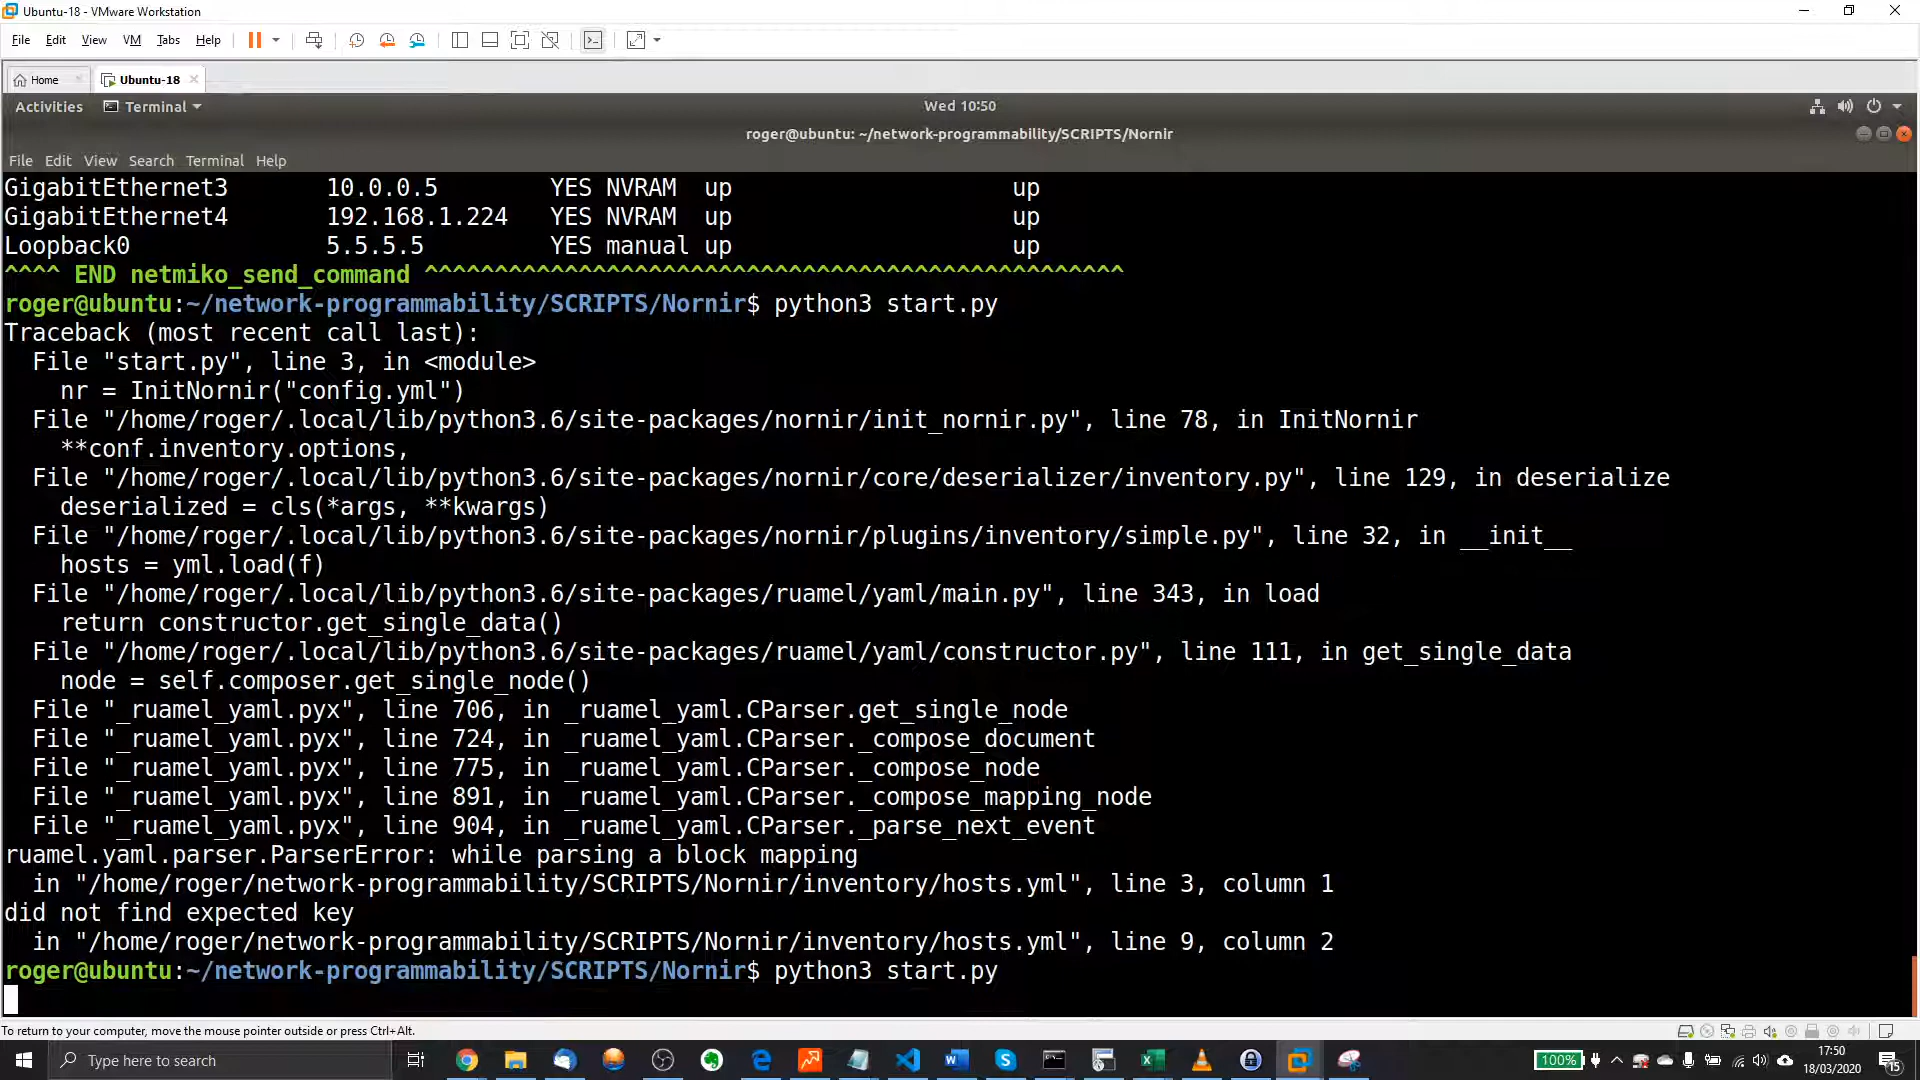 Ubuntu-18 - VMware Workstation
File Edit View VM Tabs Help
Home Ubuntu-18
Activities Terminal Wed 10:50
roger@ubuntu: ~/network-programmability/SCRIPTS/Nornir
File Edit View Search Terminal Help
GigabitEthernet3 10.0.0.5 YES NVRAM up up
GigabitEthernet4 192.168.1.224 YES NVRAM up up
Loopback0 5.5.5.5 YES manual up up
^^^^ END netmiko_send_command ^^^^^^^^^^^^^^^^^^^^^^^^^^^^^^^^^^^^^^^^^^^^^^^^^^
roger@ubuntu:~/network-programmability/SCRIPTS/Nornir$ python3 start.py
Traceback (most recent call last):
File "start.py", line 3, in <module>
nr = InitNornir("config.yml")
File "/home/roger/.local/lib/python3.6/site-packages/nornir/init_nornir.py", line 78, in InitNornir
**conf.inventory.options,
File "/home/roger/.local/lib/python3.6/site-packages/nornir/core/deserializer/inventory.py", line 129, in deserialize
deserialized = cls(*args, **kwargs)
File "/home/roger/.local/lib/python3.6/site-packages/nornir/plugins/inventory/simple.py", line 32, in __init__
hosts = yml.load(f)
File "/home/roger/.local/lib/python3.6/site-packages/ruamel/yaml/main.py", line 343, in load
return constructor.get_single_data()
File "/home/roger/.local/lib/python3.6/site-packages/ruamel/yaml/constructor.py", line 111, in get_single_data
node = self.composer.get_single_node()
File "_ruamel_yaml.pyx", line 706, in _ruamel_yaml.CParser.get_single_node
File "_ruamel_yaml.pyx", line 724, in _ruamel_yaml.CParser._compose_document
File "_ruamel_yaml.pyx", line 775, in _ruamel_yaml.CParser._compose_node
File "_ruamel_yaml.pyx", line 891, in _ruamel_yaml.CParser._compose_mapping_node
File "_ruamel_yaml.pyx", line 904, in _ruamel_yaml.CParser._parse_next_event
ruamel.yaml.parser.ParserError: while parsing a block mapping
in "/home/roger/network-programmability/SCRIPTS/Nornir/inventory/hosts.yml", line 3, column 1
did not find expected key
in "/home/roger/network-programmability/SCRIPTS/Nornir/inventory/hosts.yml", line 9, column 2
roger@ubuntu:~/network-programmability/SCRIPTS/Nornir$ python3 start.py
To return to your computer, move the mouse pointer outside or press Ctrl+Alt.
Type here to search
100%
17:50
18/03/2020
15